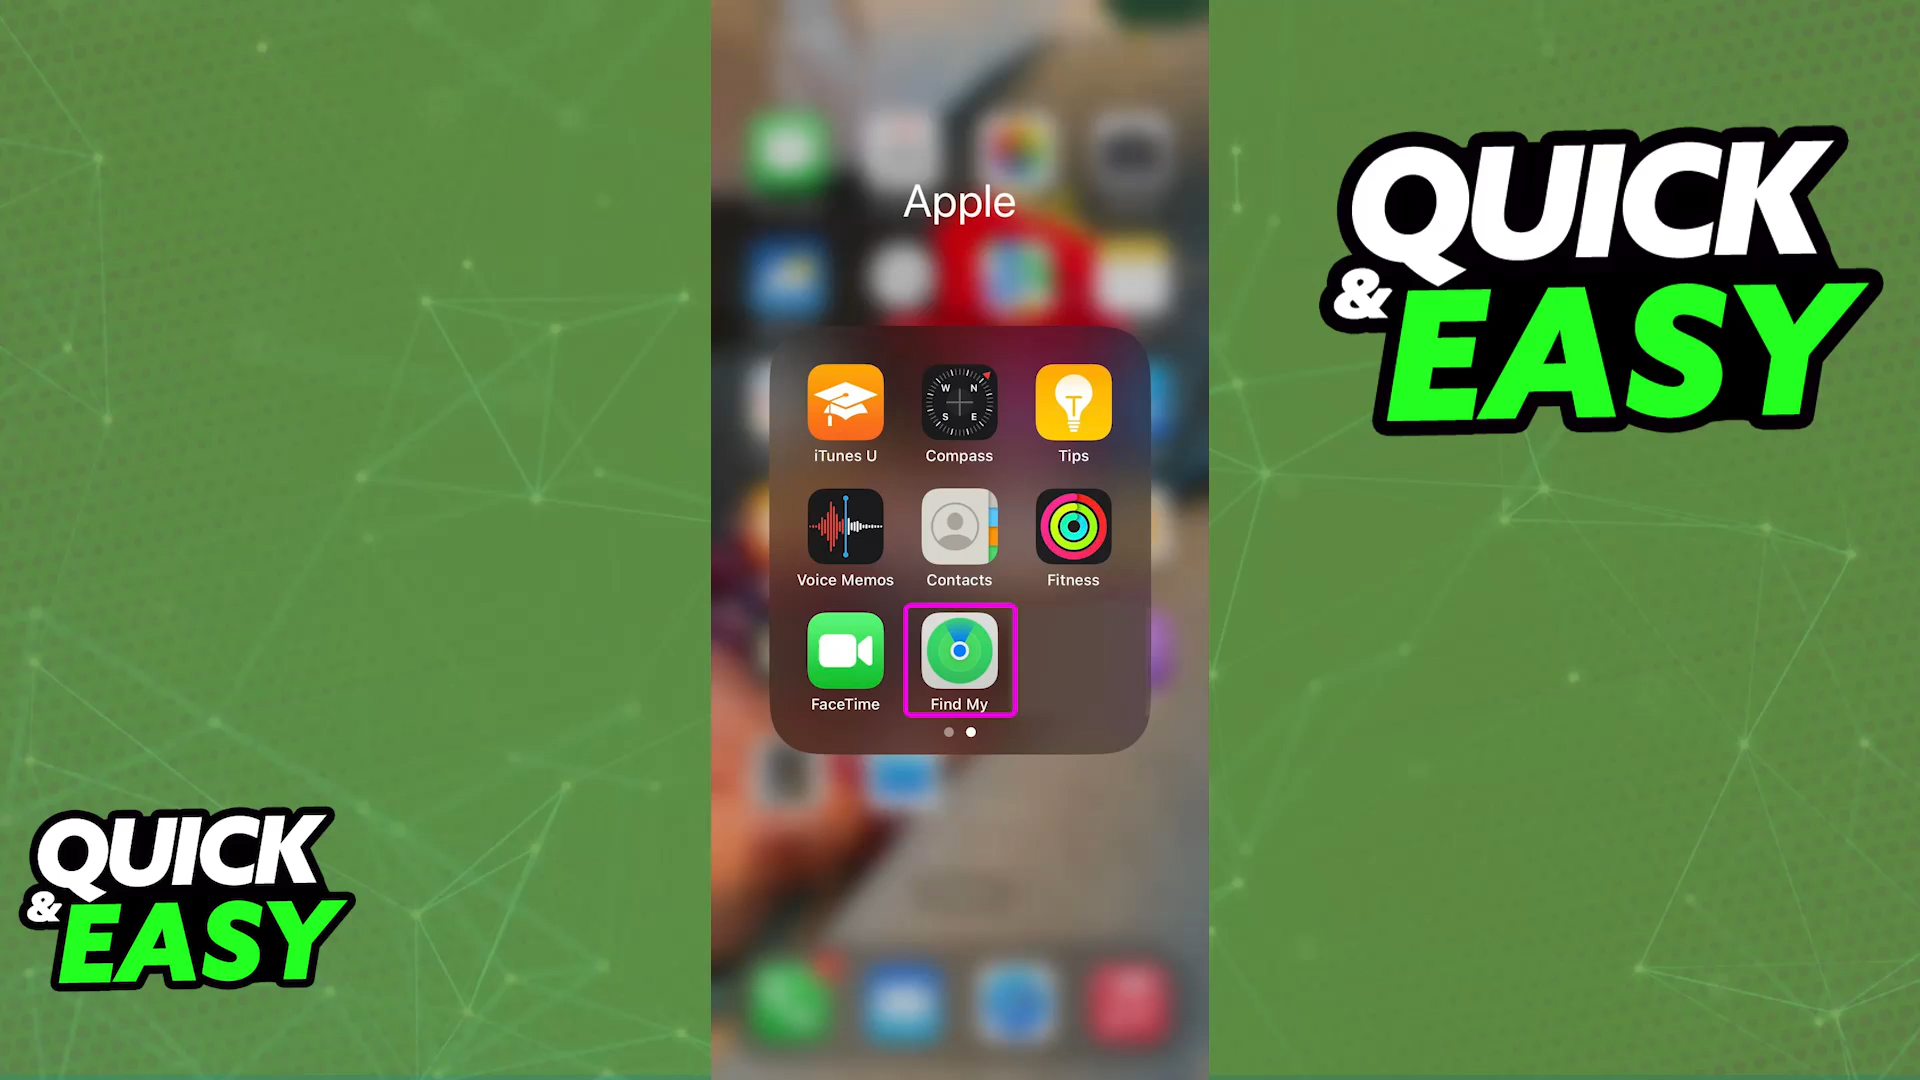 Apple
QUICK
& EASY
W N
S E
T
iTunes U Compass Tips
Voice Memos Contacts Fitness
FaceTime Find My
QUICK
& EASY